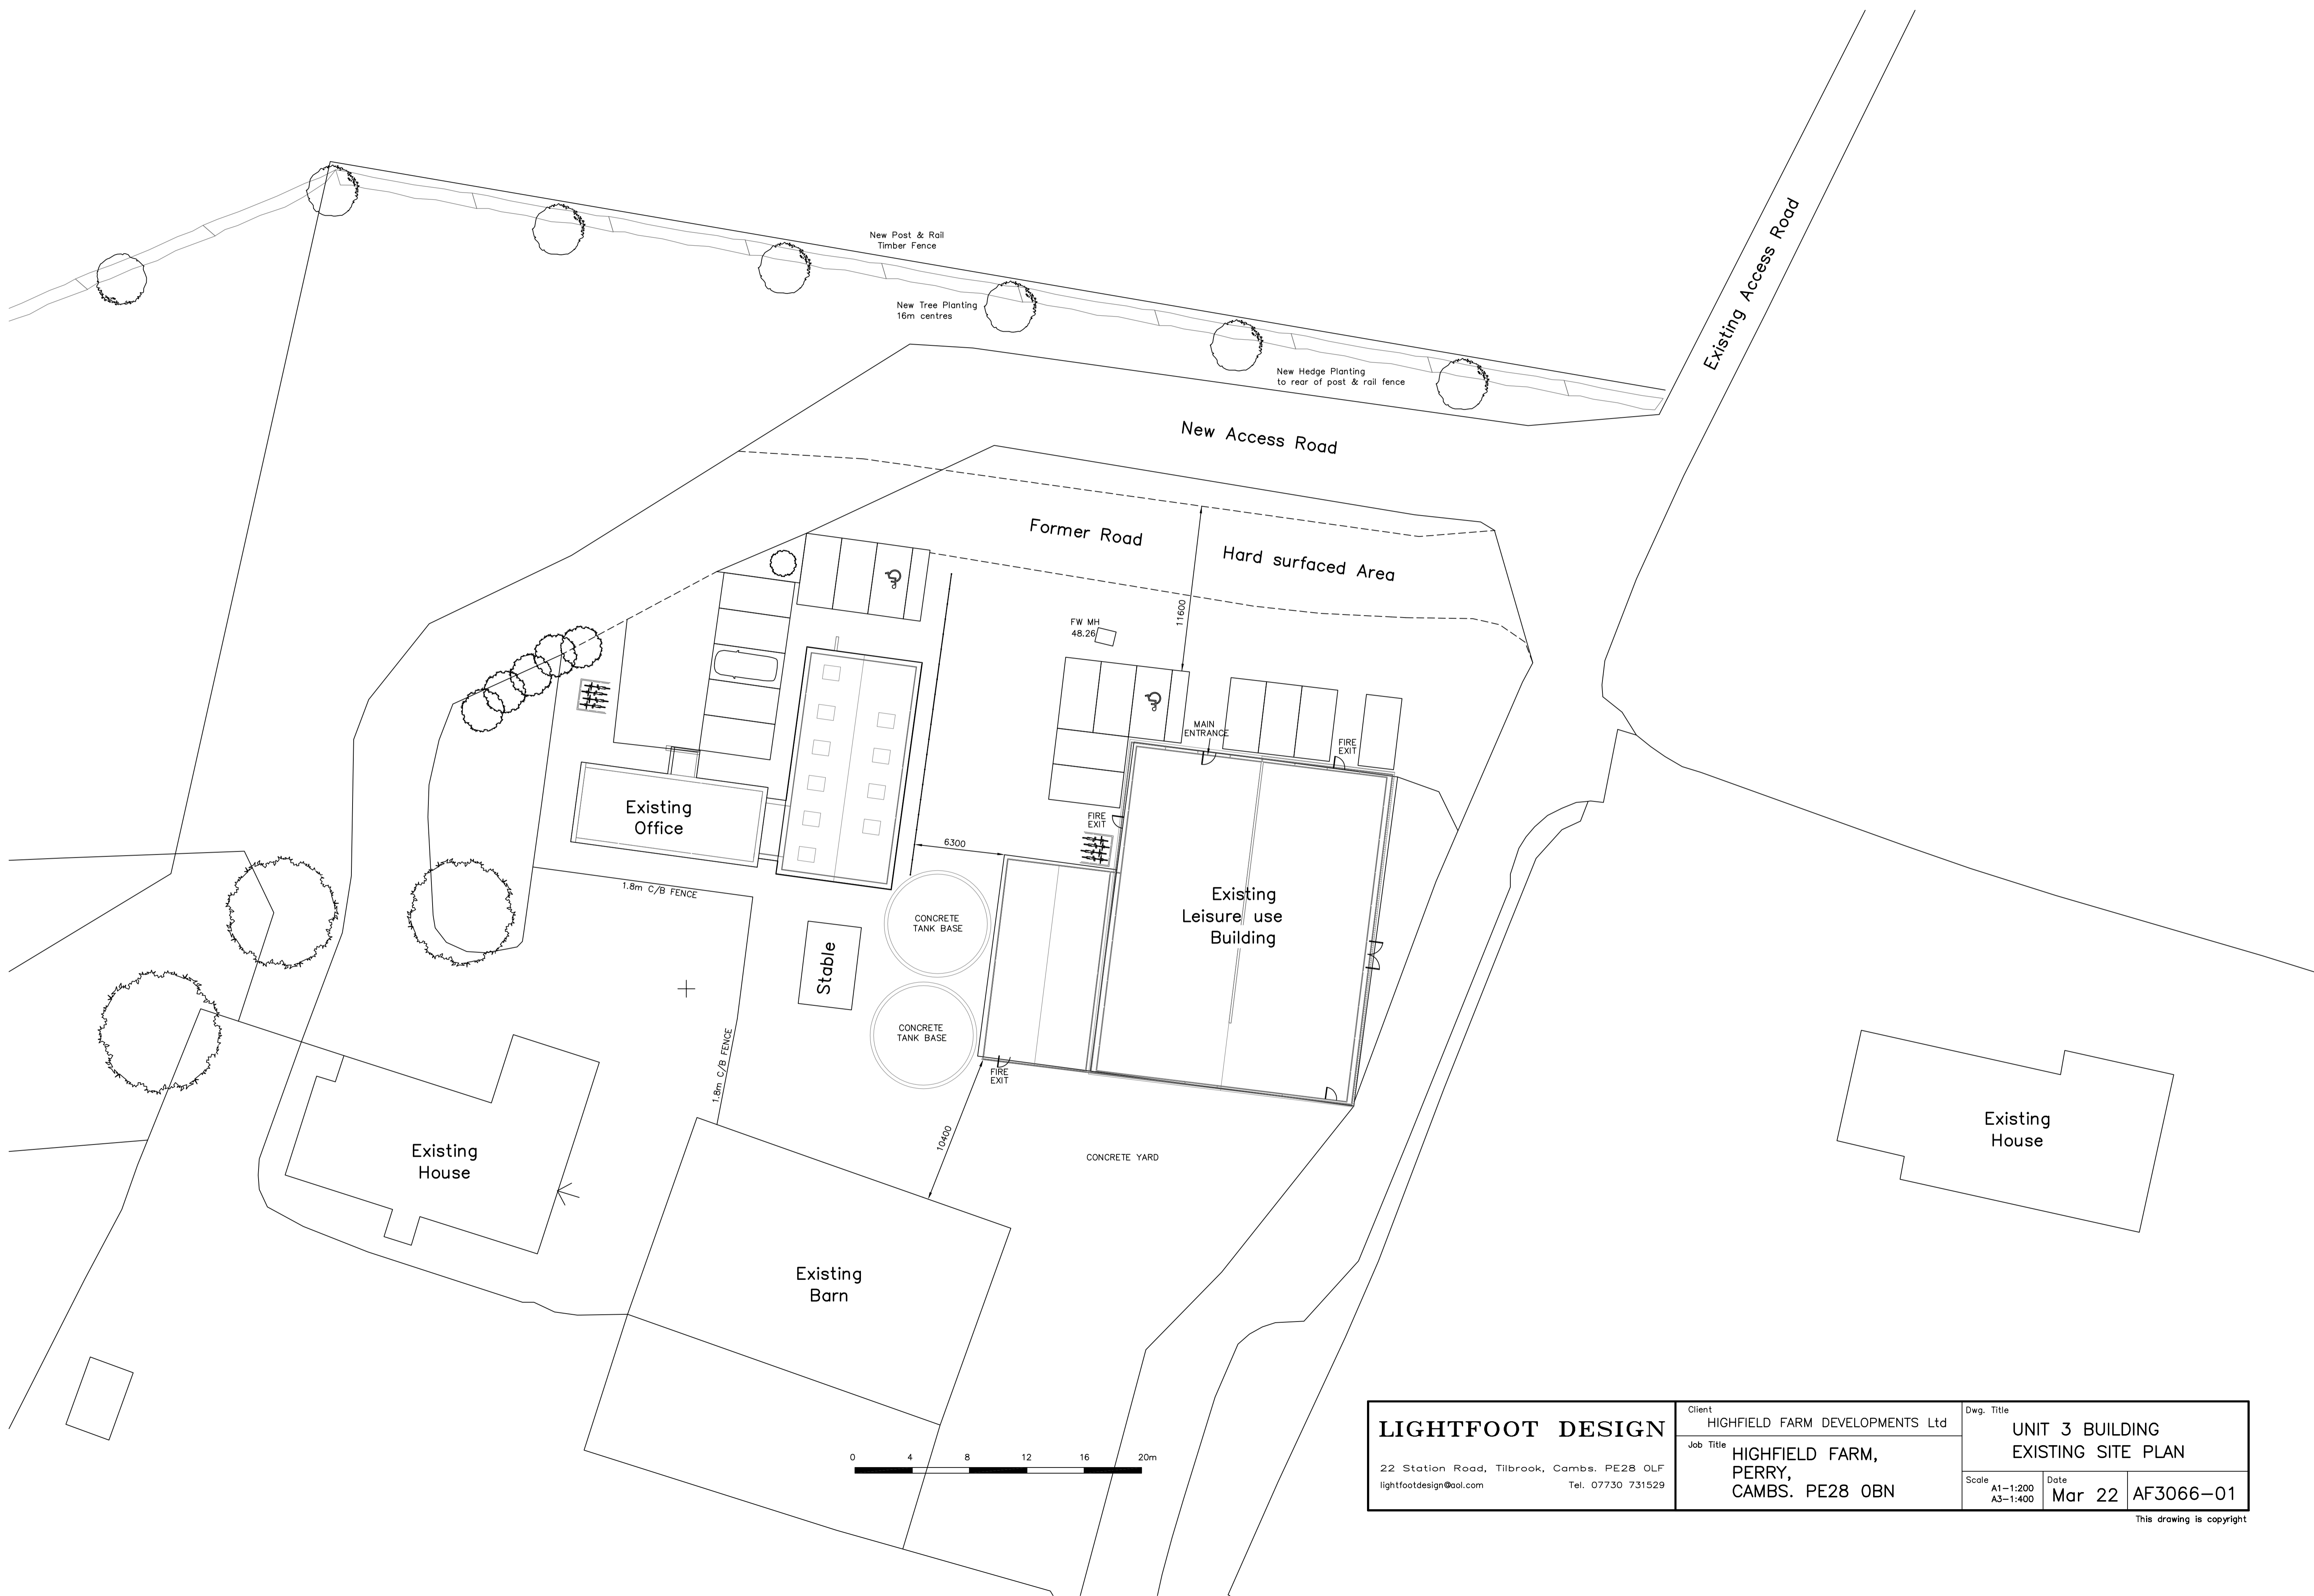 Existing Access Road
New Post & Rail
Timber Fence
New Tree Planting
16m centres
New Hedge Planting
to rear of post & rail fence
New Access Road
Former Road
Hard surfaced Area
11600
FW MH
48.26
MAIN
ENTRANCE
FIRE
EXIT
Existing
Office
FIRE
EXIT
6300
1.8m C/B FENCE
Existing
Leisure use
Building
CONCRETE
TANK BASE
Stable
CONCRETE
TANK BASE
1.8m C/B FENCE
FIRE
EXIT
10400
CONCRETE YARD
Existing
House
Existing
House
Existing
Barn
0 4 8 12 16 20m
LIGHTFOOT DESIGN
22 Station Road, Tilbrook, Cambs. PE28 OLF
lightfootdesign@aol.com Tel. 07730 731529
Client
HIGHFIELD FARM DEVELOPMENTS Ltd
Job Title
HIGHFIELD FARM,
PERRY,
CAMBS. PE28 0BN
Dwg. Title
UNIT 3 BUILDING
EXISTING SITE PLAN
Scale
A1-1:200
A3-1:400
Date
Mar 22
AF3066-01
This drawing is copyright